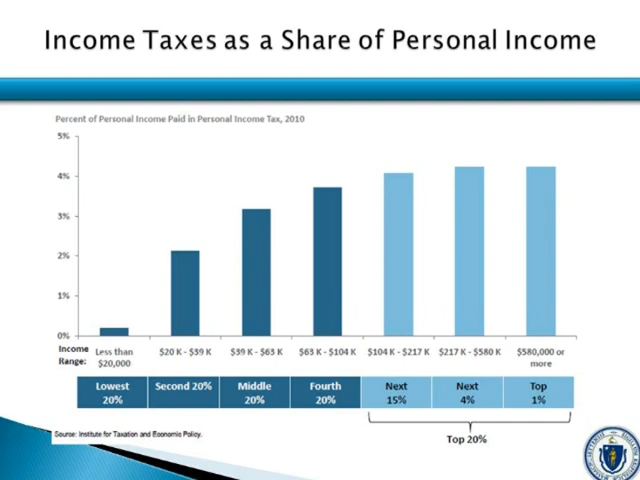 Income Taxes as a Share of Personal Income
Percent of Personal Income Paid in Personal Income Tax, 2010
5%
4%
3%
2%
1%
0%
Income Range:
Less than $20,000
$20 K - $39 K
$39 K - $63 K
$63 K - $104 K
$104 K - $217 K
$217 K - $580 K
$580,000 or more
Lowest 20%
Second 20%
Middle 20%
Fourth 20%
Next 15%
Next 4%
Top 1%
Top 20%
Source: Institute for Taxation and Economic Policy.